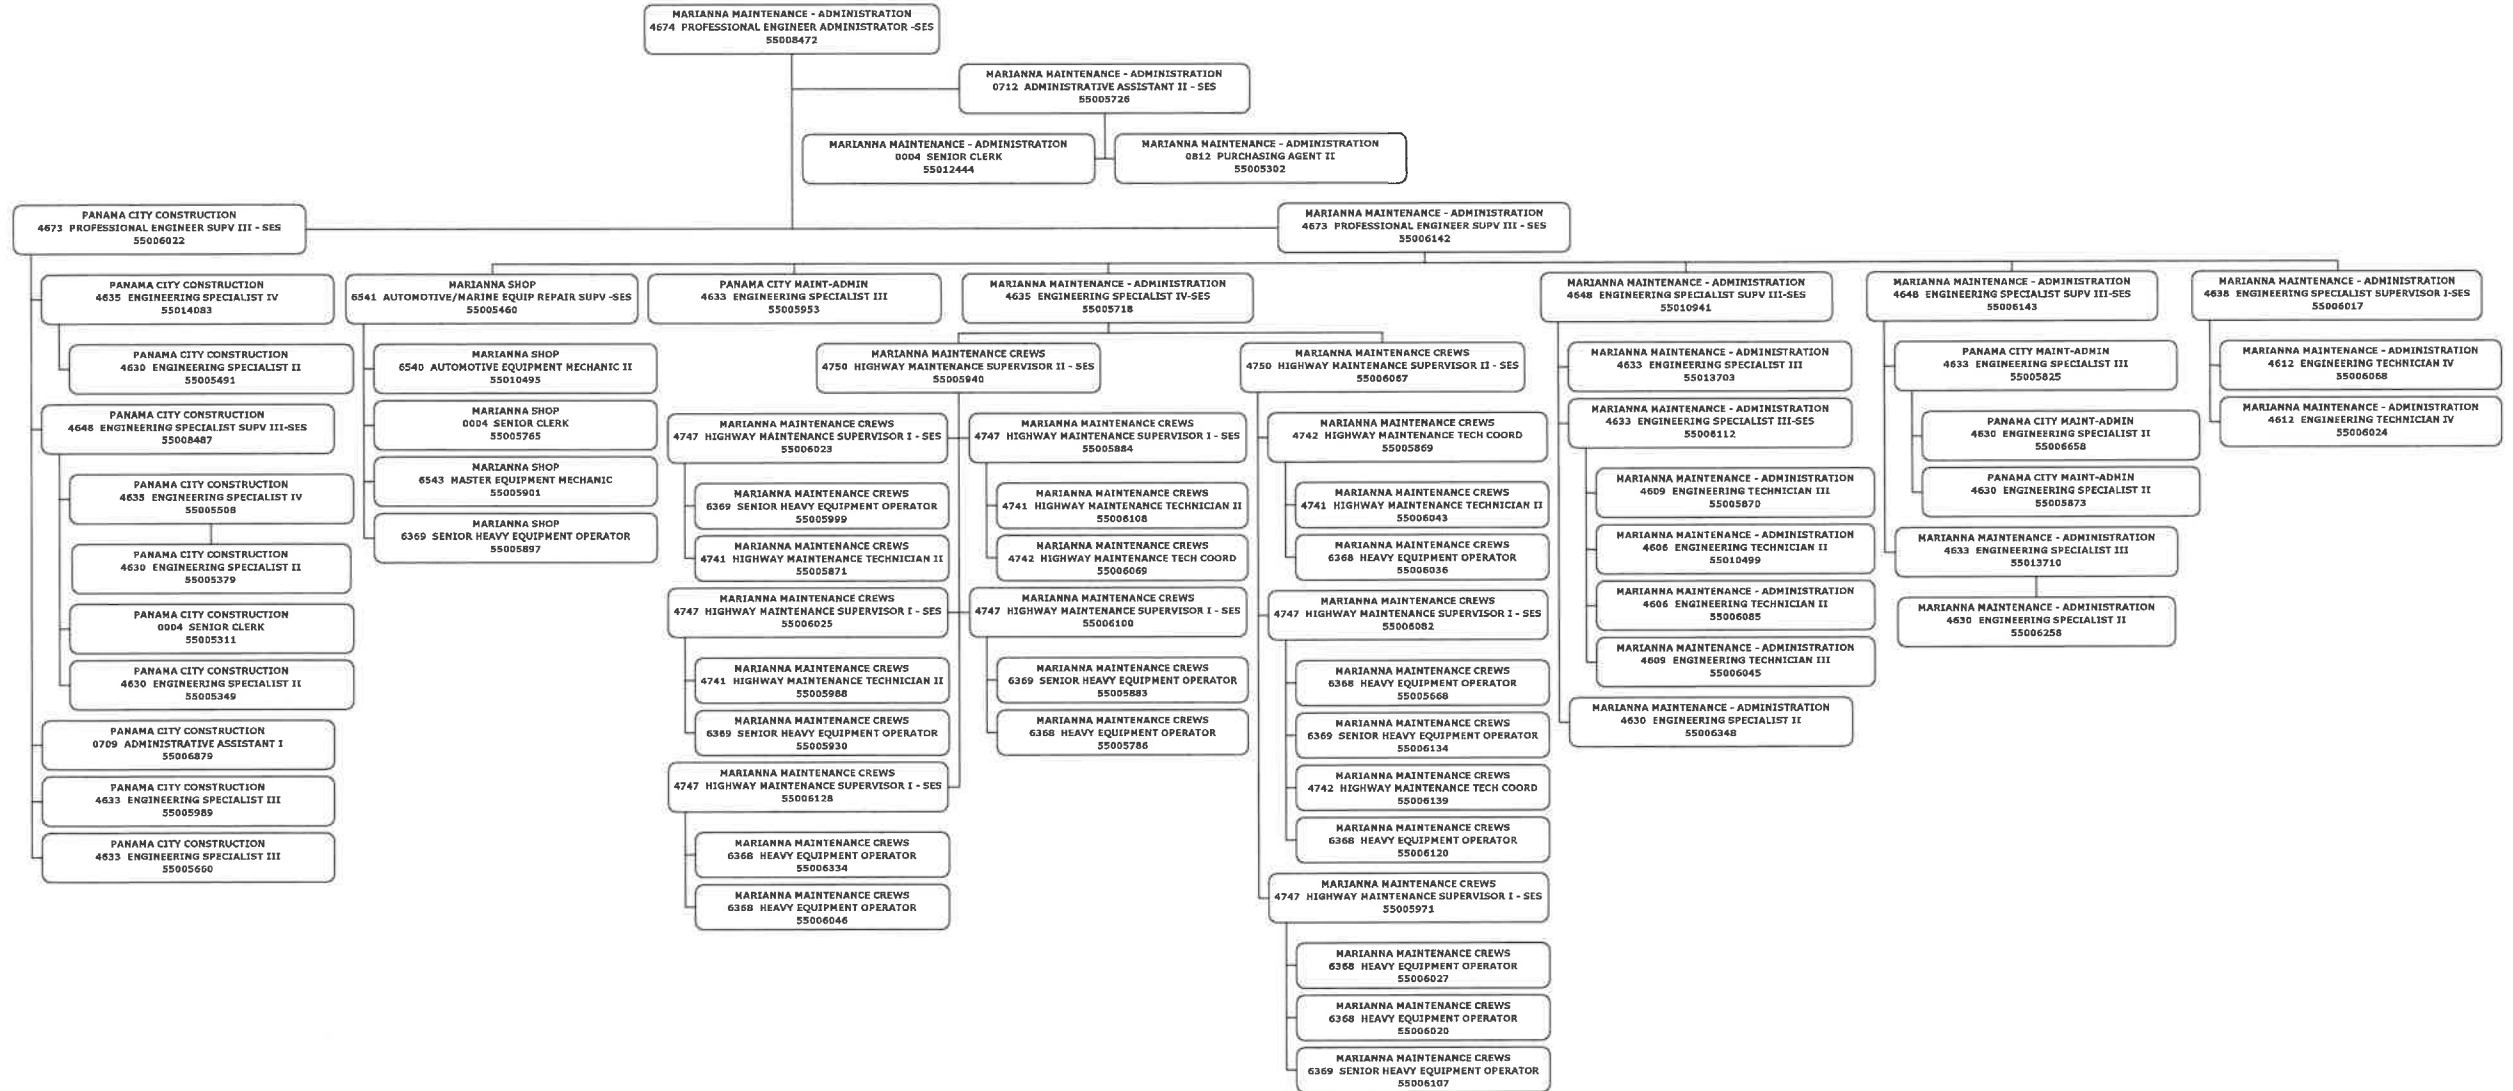 MARIANNA MAINTENANCE - ADMINISTRATION
4674 PROFESSIONAL ENGINEER ADMINISTRATOR -SES
55008472
MARIANNA MAINTENANCE - ADMINISTRATION
0712 ADMINISTRATIVE ASSISTANT II - SES
55005726
MARIANNA MAINTENANCE - ADMINISTRATION
0004 SENIOR CLERK
55012444
MARIANNA MAINTENANCE - ADMINISTRATION
0812 PURCHASING AGENT II
55005302
PANAMA CITY CONSTRUCTION
4673 PROFESSIONAL ENGINEER SUPV III - SES
55006022
MARIANNA MAINTENANCE - ADMINISTRATION
4673 PROFESSIONAL ENGINEER SUPV III - SES
55006142
PANAMA CITY CONSTRUCTION
4635 ENGINEERING SPECIALIST IV
55014083
PANAMA CITY CONSTRUCTION
4630 ENGINEERING SPECIALIST II
55005491
PANAMA CITY CONSTRUCTION
4648 ENGINEERING SPECIALIST SUPV III-SES
55008487
PANAMA CITY CONSTRUCTION
4635 ENGINEERING SPECIALIST IV
55005508
PANAMA CITY CONSTRUCTION
4630 ENGINEERING SPECIALIST II
55005379
PANAMA CITY CONSTRUCTION
0004 SENIOR CLERK
55005311
PANAMA CITY CONSTRUCTION
4630 ENGINEERING SPECIALIST II
55005349
PANAMA CITY CONSTRUCTION
0709 ADMINISTRATIVE ASSISTANT I
55006879
PANAMA CITY CONSTRUCTION
4633 ENGINEERING SPECIALIST III
55005989
PANAMA CITY CONSTRUCTION
4633 ENGINEERING SPECIALIST III
55005660
MARIANNA SHOP
6541 AUTOMOTIVE/MARINE EQUIP REPAIR SUPV -SES
55005460
MARIANNA SHOP
6540 AUTOMOTIVE EQUIPMENT MECHANIC II
55010495
MARIANNA SHOP
0004 SENIOR CLERK
55005765
MARIANNA SHOP
6543 MASTER EQUIPMENT MECHANIC
55005901
MARIANNA SHOP
6369 SENIOR HEAVY EQUIPMENT OPERATOR
55005897
PANAMA CITY MAINT-ADMIN
4633 ENGINEERING SPECIALIST III
55005953
MARIANNA MAINTENANCE - ADMINISTRATION
4635 ENGINEERING SPECIALIST IV-SES
55005718
MARIANNA MAINTENANCE CREWS
4750 HIGHWAY MAINTENANCE SUPERVISOR II - SES
55005940
MARIANNA MAINTENANCE CREWS
4747 HIGHWAY MAINTENANCE SUPERVISOR I - SES
55006023
MARIANNA MAINTENANCE CREWS
6369 SENIOR HEAVY EQUIPMENT OPERATOR
55005999
MARIANNA MAINTENANCE CREWS
4741 HIGHWAY MAINTENANCE TECHNICIAN II
55005871
MARIANNA MAINTENANCE CREWS
4747 HIGHWAY MAINTENANCE SUPERVISOR I - SES
55006025
MARIANNA MAINTENANCE CREWS
4741 HIGHWAY MAINTENANCE TECHNICIAN II
55005988
MARIANNA MAINTENANCE CREWS
6369 SENIOR HEAVY EQUIPMENT OPERATOR
55005930
MARIANNA MAINTENANCE CREWS
4747 HIGHWAY MAINTENANCE SUPERVISOR I - SES
55006128
MARIANNA MAINTENANCE CREWS
6368 HEAVY EQUIPMENT OPERATOR
55006334
MARIANNA MAINTENANCE CREWS
6368 HEAVY EQUIPMENT OPERATOR
55006046
MARIANNA MAINTENANCE CREWS
4747 HIGHWAY MAINTENANCE SUPERVISOR I - SES
55005884
MARIANNA MAINTENANCE CREWS
4741 HIGHWAY MAINTENANCE TECHNICIAN II
55006108
MARIANNA MAINTENANCE CREWS
4742 HIGHWAY MAINTENANCE TECH COORD
55006069
MARIANNA MAINTENANCE CREWS
4747 HIGHWAY MAINTENANCE SUPERVISOR I - SES
55006100
MARIANNA MAINTENANCE CREWS
6369 SENIOR HEAVY EQUIPMENT OPERATOR
55005883
MARIANNA MAINTENANCE CREWS
6368 HEAVY EQUIPMENT OPERATOR
55005786
MARIANNA MAINTENANCE CREWS
4750 HIGHWAY MAINTENANCE SUPERVISOR II - SES
55006067
MARIANNA MAINTENANCE CREWS
4742 HIGHWAY MAINTENANCE TECH COORD
55005869
MARIANNA MAINTENANCE CREWS
4741 HIGHWAY MAINTENANCE TECHNICIAN II
55006043
MARIANNA MAINTENANCE CREWS
6368 HEAVY EQUIPMENT OPERATOR
55006036
MARIANNA MAINTENANCE CREWS
4747 HIGHWAY MAINTENANCE SUPERVISOR I - SES
55006082
MARIANNA MAINTENANCE CREWS
6368 HEAVY EQUIPMENT OPERATOR
55005668
MARIANNA MAINTENANCE CREWS
6369 SENIOR HEAVY EQUIPMENT OPERATOR
55006134
MARIANNA MAINTENANCE CREWS
4742 HIGHWAY MAINTENANCE TECH COORD
55006139
MARIANNA MAINTENANCE CREWS
6368 HEAVY EQUIPMENT OPERATOR
55006120
MARIANNA MAINTENANCE CREWS
4747 HIGHWAY MAINTENANCE SUPERVISOR I - SES
55005971
MARIANNA MAINTENANCE CREWS
6368 HEAVY EQUIPMENT OPERATOR
55006027
MARIANNA MAINTENANCE CREWS
6368 HEAVY EQUIPMENT OPERATOR
55006020
MARIANNA MAINTENANCE CREWS
6369 SENIOR HEAVY EQUIPMENT OPERATOR
55006107
MARIANNA MAINTENANCE - ADMINISTRATION
4648 ENGINEERING SPECIALIST SUPV III-SES
55010941
MARIANNA MAINTENANCE - ADMINISTRATION
4633 ENGINEERING SPECIALIST III
55013703
MARIANNA MAINTENANCE - ADMINISTRATION
4633 ENGINEERING SPECIALIST III-SES
55006112
MARIANNA MAINTENANCE - ADMINISTRATION
4609 ENGINEERING TECHNICIAN III
55005870
MARIANNA MAINTENANCE - ADMINISTRATION
4606 ENGINEERING TECHNICIAN II
55010499
MARIANNA MAINTENANCE - ADMINISTRATION
4606 ENGINEERING TECHNICIAN II
55006085
MARIANNA MAINTENANCE - ADMINISTRATION
4609 ENGINEERING TECHNICIAN III
55006045
MARIANNA MAINTENANCE - ADMINISTRATION
4630 ENGINEERING SPECIALIST II
55006348
MARIANNA MAINTENANCE - ADMINISTRATION
4648 ENGINEERING SPECIALIST SUPV III-SES
55006143
PANAMA CITY MAINT-ADMIN
4633 ENGINEERING SPECIALIST III
55005825
PANAMA CITY MAINT-ADMIN
4630 ENGINEERING SPECIALIST II
55006658
PANAMA CITY MAINT-ADMIN
4630 ENGINEERING SPECIALIST II
55005873
MARIANNA MAINTENANCE - ADMINISTRATION
4633 ENGINEERING SPECIALIST III
55013710
MARIANNA MAINTENANCE - ADMINISTRATION
4630 ENGINEERING SPECIALIST II
55006258
MARIANNA MAINTENANCE - ADMINISTRATION
4638 ENGINEERING SPECIALIST SUPERVISOR I-SES
55006017
MARIANNA MAINTENANCE - ADMINISTRATION
4612 ENGINEERING TECHNICIAN IV
55006068
MARIANNA MAINTENANCE - ADMINISTRATION
4612 ENGINEERING TECHNICIAN IV
55006024